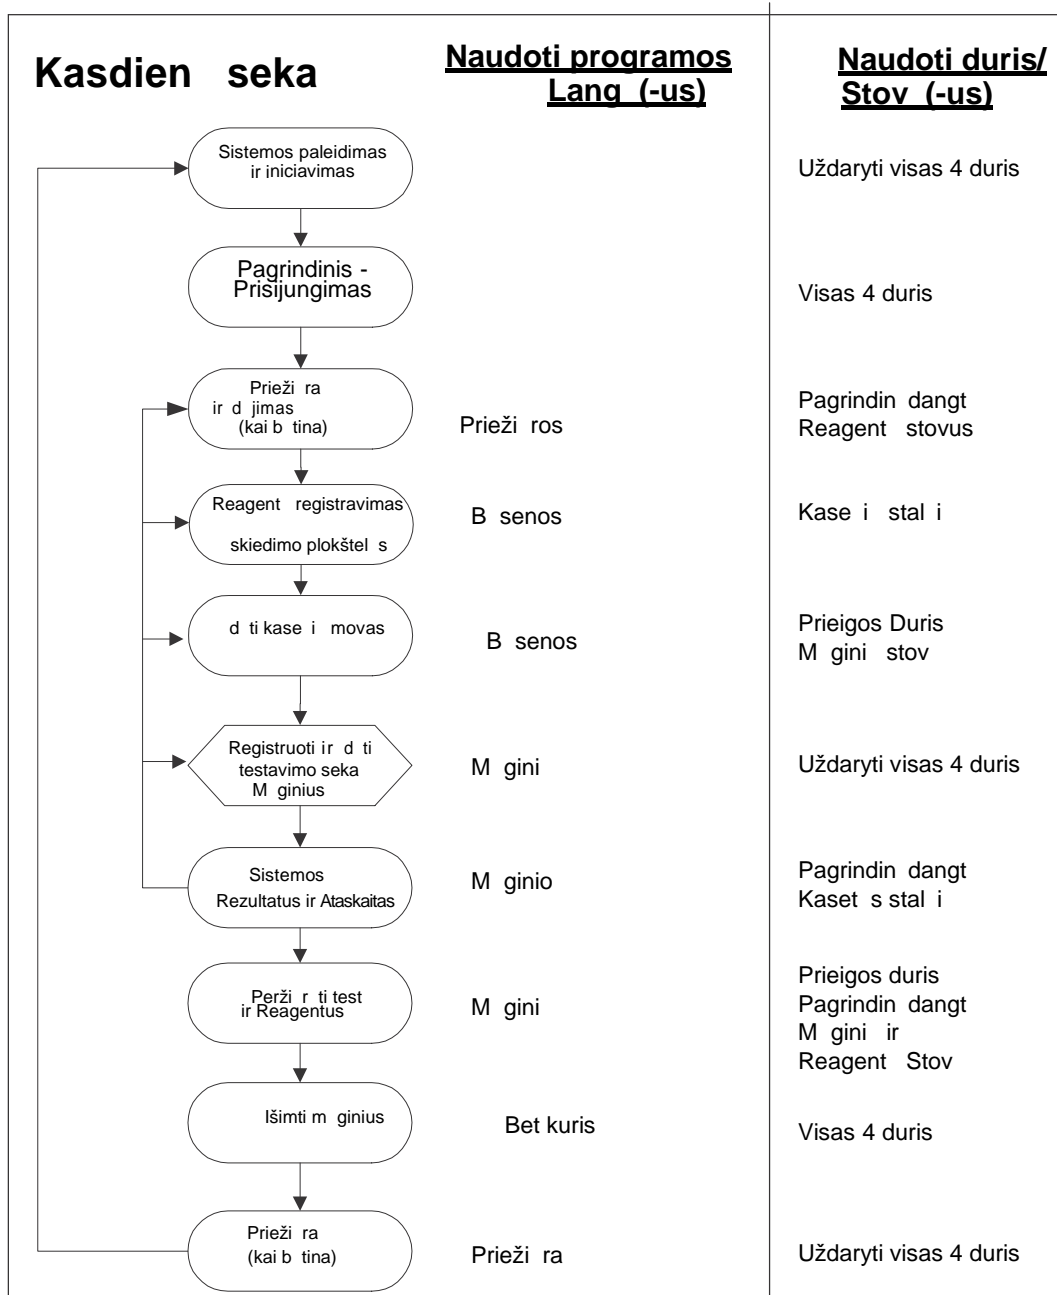 Kasdien seka
Naudoti programos
Lang (-us)
Naudoti duris/
Stov (-us)
Sistemos paleidimas
ir iniciavimas
Uždaryti visas 4 duris
Pagrindinis -
Prisijungimas
Visas 4 duris
Prieži ra
ir d jimas
(kai b tina)
Prieži ros
Pagrindin dangt
Reagent stovus
Reagent registravimas
skiedimo plokštel s
B senos
Kase i stal i
d ti kase i movas
B senos
Prieigos Duris
M gini stov
Registruoti ir d ti
testavimo seka
M ginius
M gini
Uždaryti visas 4 duris
Sistemos
Rezultatus ir Ataskaitas
M ginio
Pagrindin dangt
Kaset s stal i
Perži r ti test
ir Reagentus
M gini
Prieigos duris
Pagrindin dangt
M gini ir
Reagent Stov
Išimti m ginius
Bet kuris
Visas 4 duris
Prieži ra
(kai b tina)
Prieži ra
Uždaryti visas 4 duris